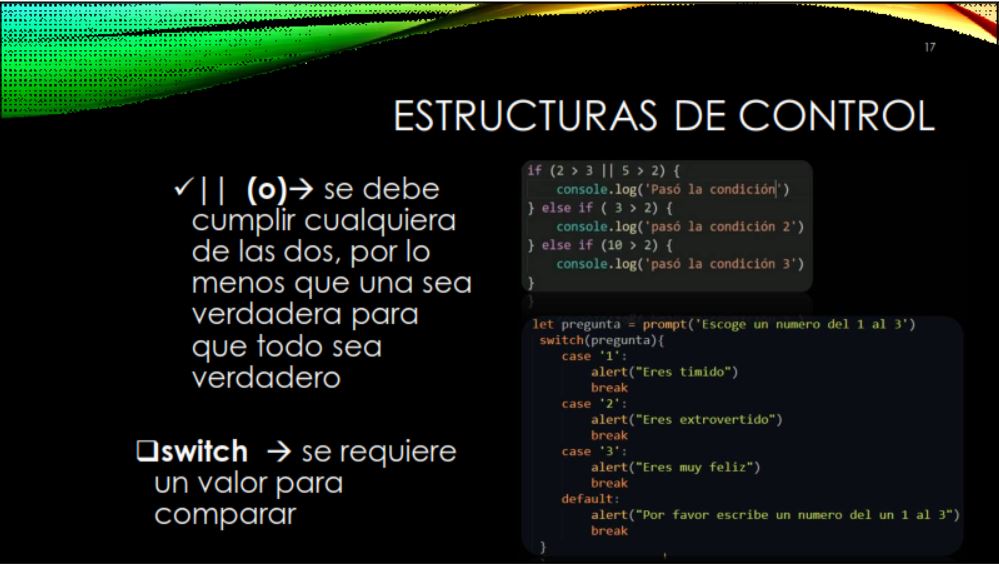 17
ESTRUCTURAS DE CONTROL
✓|| (o)→ se debe
cumplir cualquiera
de las dos, por lo
menos que una sea
verdadera para
que todo sea
verdadero
❑switch → se requiere
un valor para
comparar
if (2 > 3 || 5 > 2) {
    console.log('Pasó la condición')
} else if ( 3 > 2) {
    console.log('pasó la condición 2')
} else if (10 > 2) {
    console.log('pasó la condición 3')
}
let pregunta = prompt('Escoge un numero del 1 al 3')
switch(pregunta){
    case '1':
        alert("Eres timido")
        break
    case '2':
        alert("Eres extrovertido")
        break
    case '3':
        alert("Eres muy feliz")
        break
    default:
        alert("Por favor escribe un numero del un 1 al 3")
        break
}